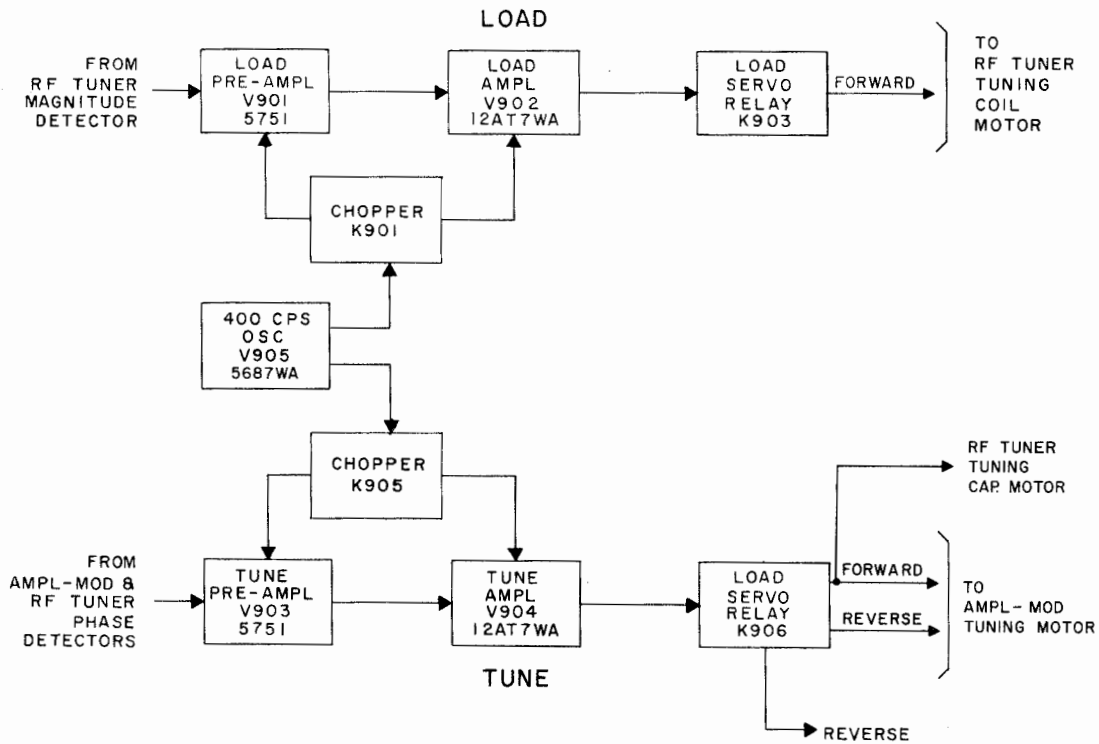 LOAD
FROM
RF TUNER
MAGNITUDE
DETECTOR
LOAD
PRE-AMPL
V901
5751
LOAD
AMPL
V902
12AT7WA
LOAD
SERVO
RELAY
K903
FORWARD
TO
RF TUNER
TUNING
COIL
MOTOR
CHOPPER
K901
400 CPS
OSC
V905
5687WA
CHOPPER
K905
RF TUNER
TUNING
CAP. MOTOR
FROM
AMPL-MOD &
RF TUNER
PHASE
DETECTORS
TUNE
PRE-AMPL
V903
5751
TUNE
AMPL
V904
12AT7WA
LOAD
SERVO
RELAY
K906
FORWARD
REVERSE
TO
AMPL-MOD
TUNING MOTOR
TUNE
REVERSE